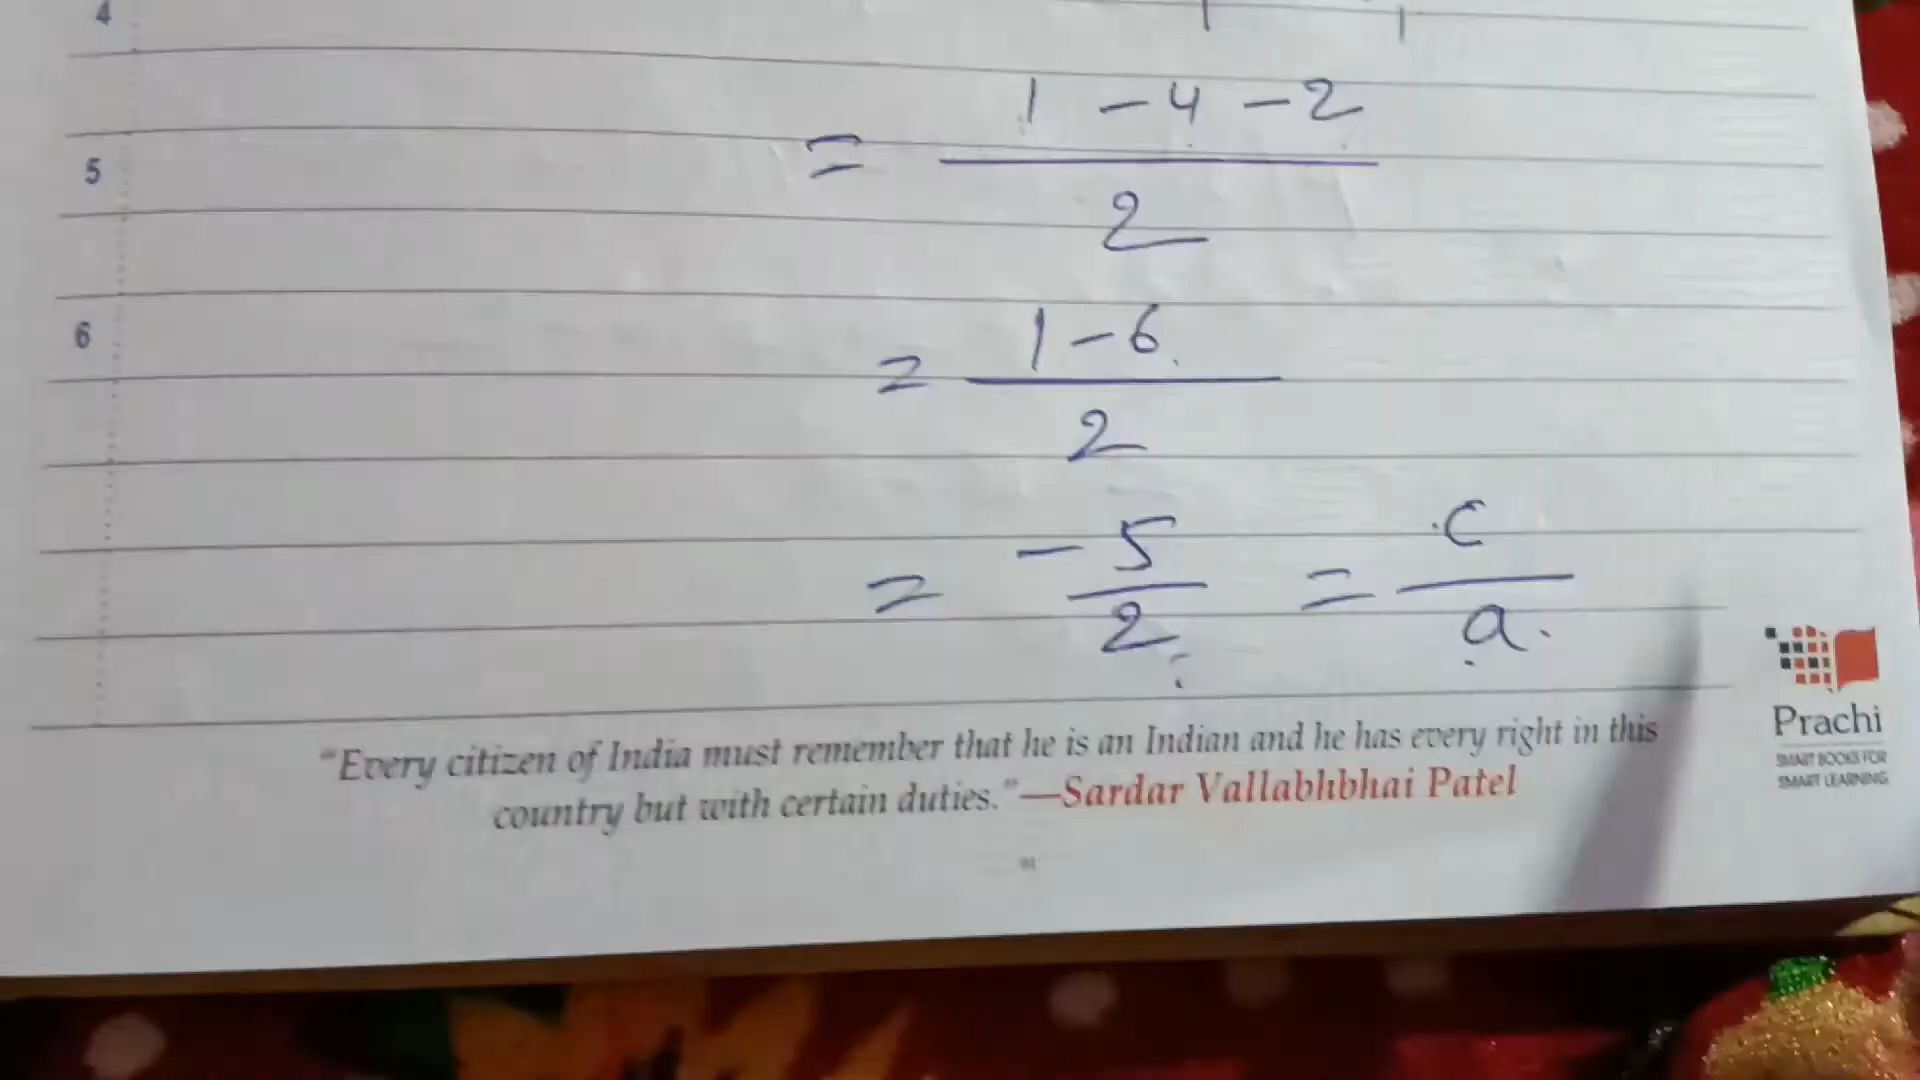 4
5
= 1 - 4 - 2 / 2
6
= 1 - 6 / 2
= - 5 / 2 = c / a.
"Every citizen of India must remember that he is an Indian and he has every right in this
country but with certain duties."—Sardar Vallabhbhai Patel
Prachi
SMART BOOKS FOR
SMART LEARNING